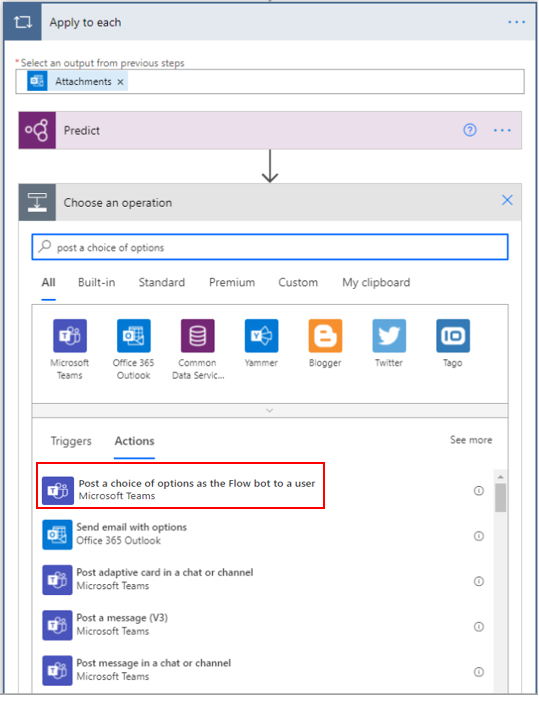 Apply to each
* Select an output from previous steps
Attachments
Predict
Choose an operation
post a choice of options
All Built-in Standard Premium Custom My clipboard
Microsoft Teams
Office 365 Outlook
Common Data Servic...
Yammer
Blogger
Twitter
Tago
Triggers Actions See more
Post a choice of options as the Flow bot to a user
Microsoft Teams
Send email with options
Office 365 Outlook
Post adaptive card in a chat or channel
Microsoft Teams
Post a message (V3)
Microsoft Teams
Post message in a chat or channel
Microsoft Teams